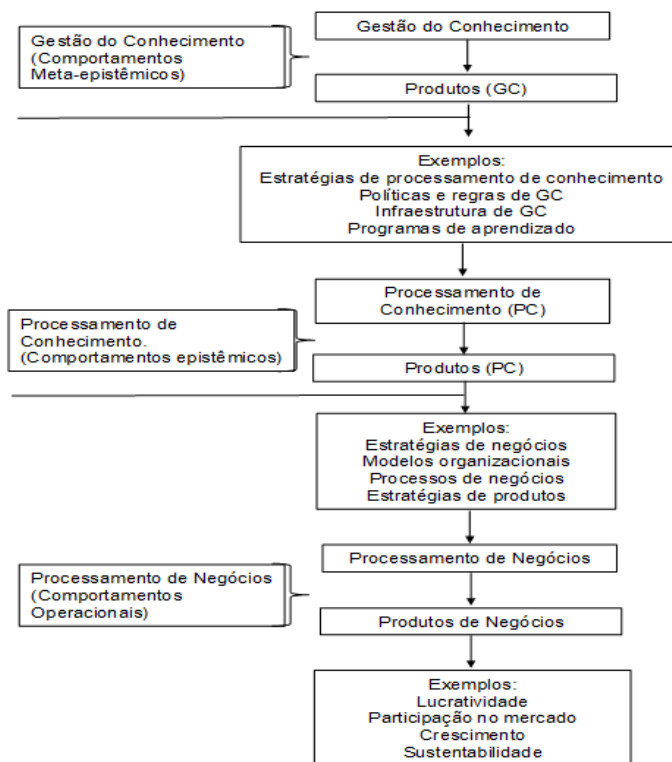 Gestão do Conhecimento
(Comportamentos
Meta-epistêmicos)
Gestão do Conhecimento
Produtos (GC)
Exemplos:
Estratégias de processamento de conhecimento
Políticas e regras de GC
Infraestrutura de GC
Programas de aprendizado
Processamento de
Conhecimento.
(Comportamentos epistêmicos)
Processamento de
Conhecimento (PC)
Produtos (PC)
Exemplos:
Estratégias de negócios
Modelos organizacionais
Processos de negócios
Estratégias de produtos
Processamento de Negócios
(Comportamentos
Operacionais)
Processamento de Negócios
Produtos de Negócios
Exemplos:
Lucratividade
Participação no mercado
Crescimento
Sustentabilidade